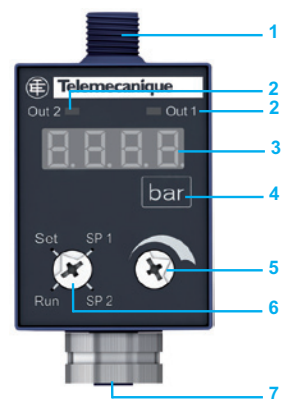 1
Telemecanique
2
Out 2 Out 1 2
8.8.8.8. 3
bar 4
Set SP 1
5
Run SP 2 6
7